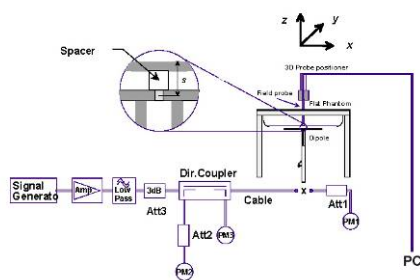 z
y
x
Spacer
s
3D Probe positioner
Field probe
Flat Phantom
Dipole
Signal
Generato
Amp
Low
Pass
3dB
Att3
Dir.Coupler
Cable
x
Att1
PM1
Att2
PM3
PM2
PC